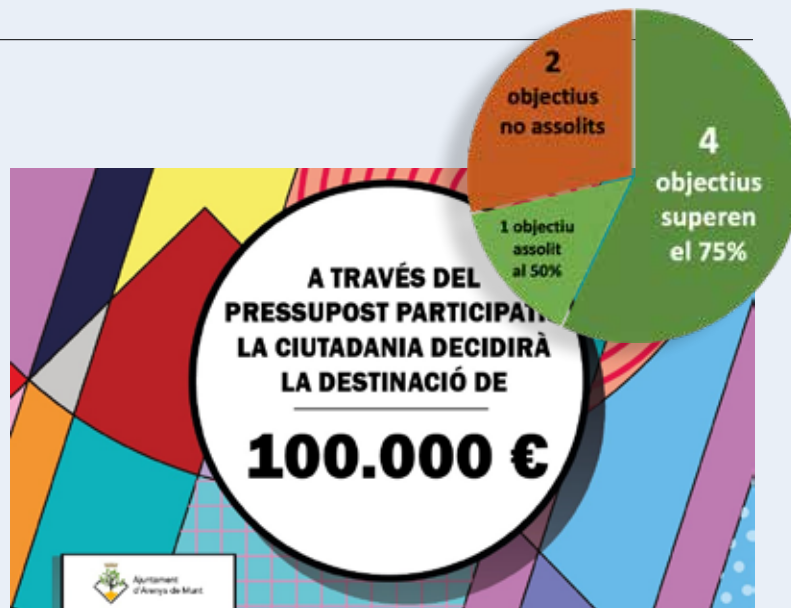 2
objectius
no assolits
4
objectius
superen
el 75%
1 objectiu
assolit
al 50%
A TRAVÉS DEL
PRESSUPOST
LA CIUTADANIA DECIDIRÀ
LA DESTINACIÓ DE
100.000 €
Ajuntament
d'Arenys de Munt